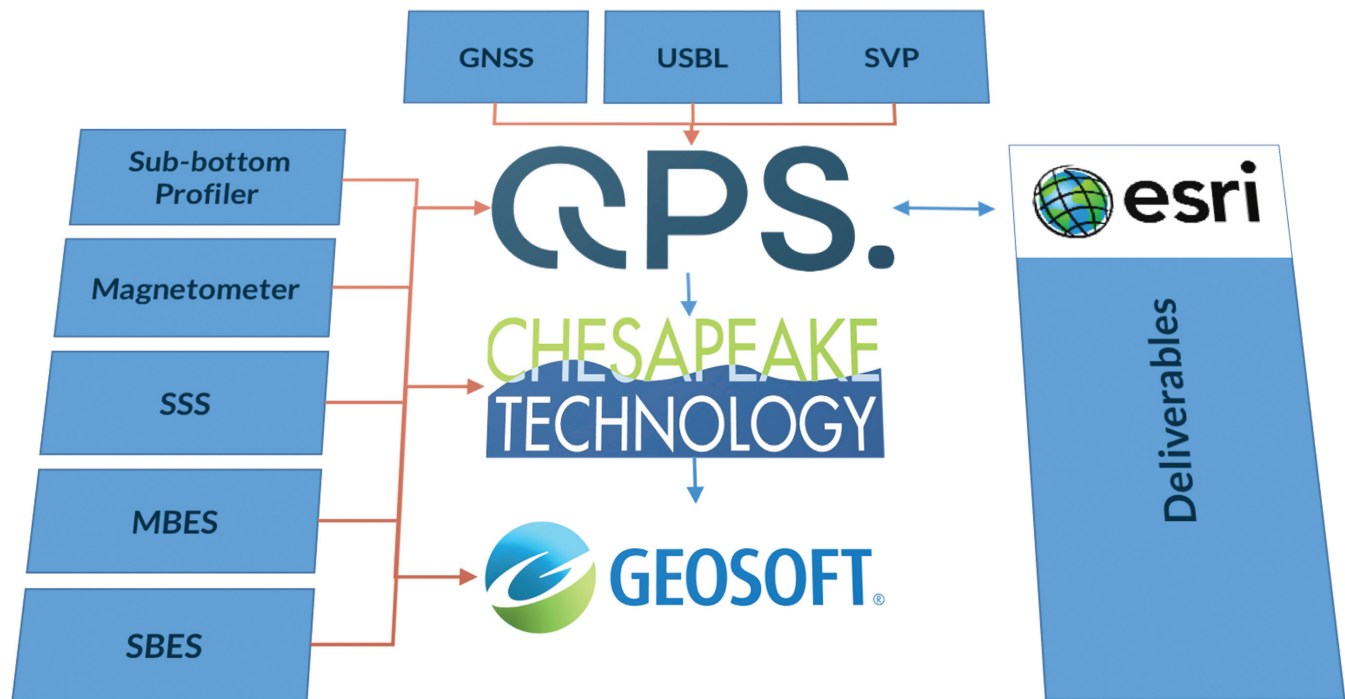 GNSS
USBL
SVP
Sub-bottom
Profiler
QPS.
esri
Magnetometer
CHESAPEAKE
TECHNOLOGY
SSS
Deliverables
MBES
GEOSOFT®
SBES